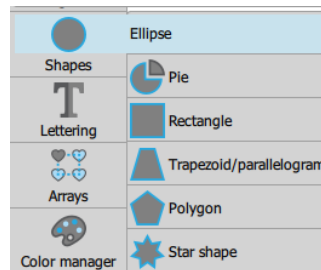 Ellipse
Shapes
Pie
Lettering
Rectangle
Arrays
Trapezoid/parallelogram
Color manager
Polygon
Star shape